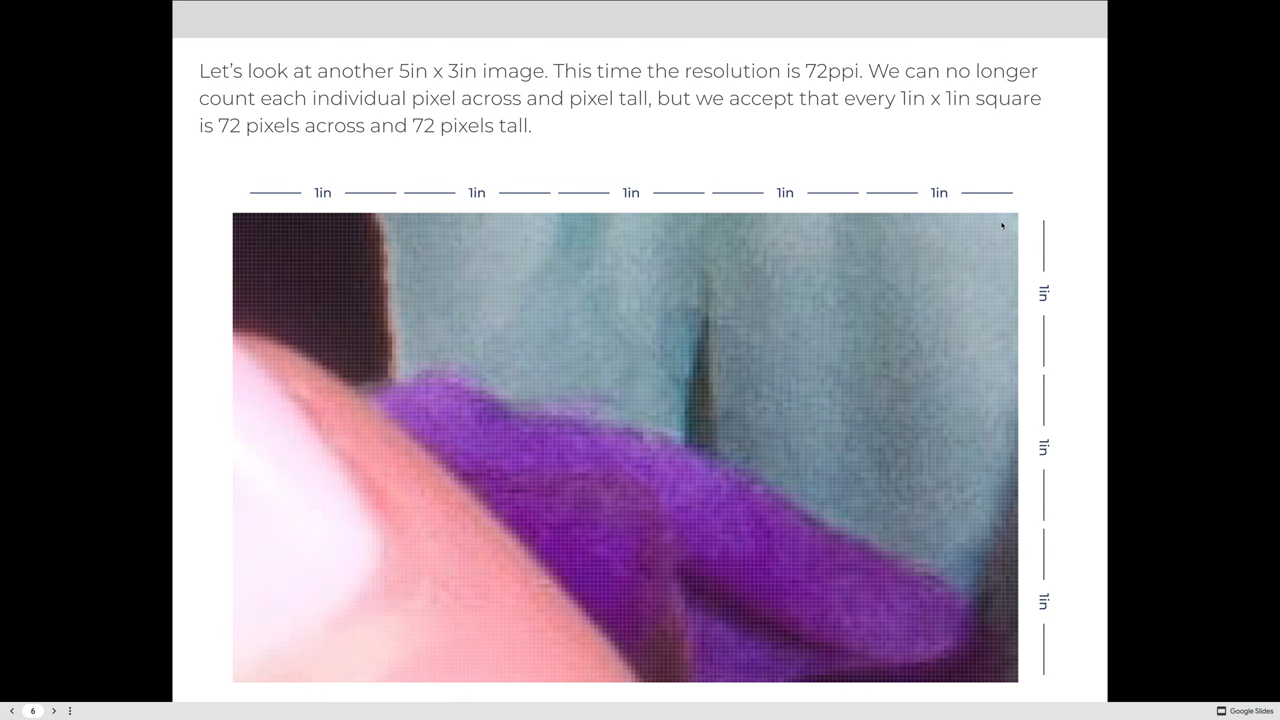 Let's look at another 5in x 3in image. This time the resolution is 72ppi. We can no longer
count each individual pixel across and pixel tall, but we accept that every 1in x 1in square
is 72 pixels across and 72 pixels tall.
1in 1in 1in 1in 1in
1in
1in
1in
6
Google Slides